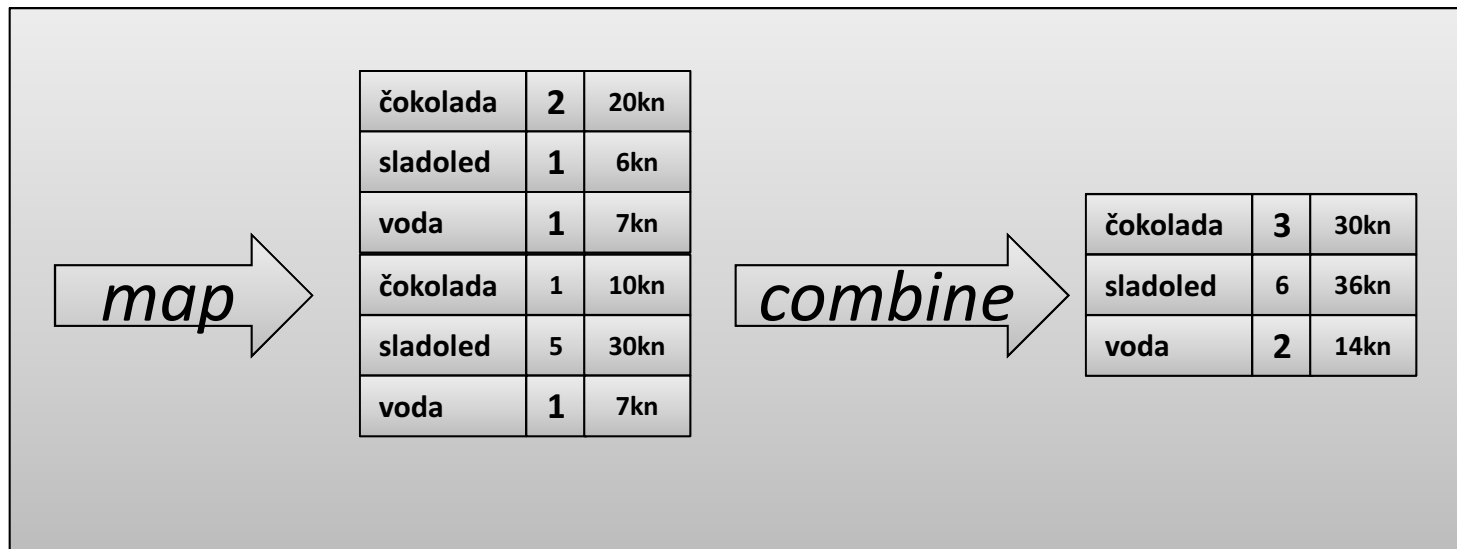 map
čokolada 2 20kn
sladoled 1 6kn
voda 1 7kn
čokolada 1 10kn
sladoled 5 30kn
voda 1 7kn
combine
čokolada 3 30kn
sladoled 6 36kn
voda 2 14kn